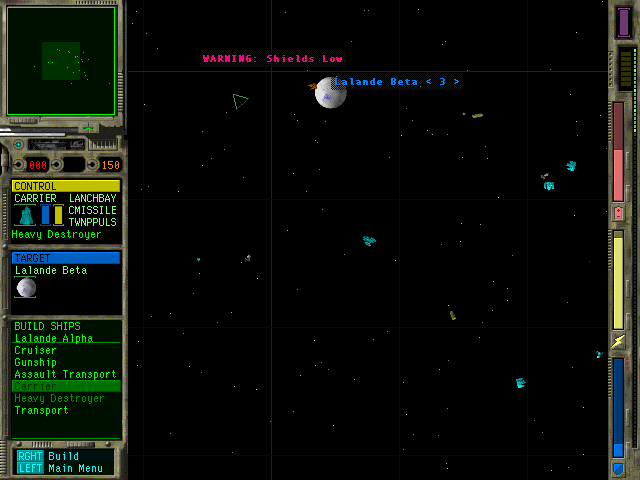 WARNING: Shields Low
Lalande Beta < 3 >
000
150
CONTROL
CARRIER LANCHBAY
CMISSILE
TWNPPULS
Heavy Destroyer
TARGET
Lalande Beta
BUILD SHIPS
Lalande Alpha
Cruiser
Gunship
Assault Transport
Carrier
Heavy Destroyer
Transport
RGHT Build
LEFT Main Menu